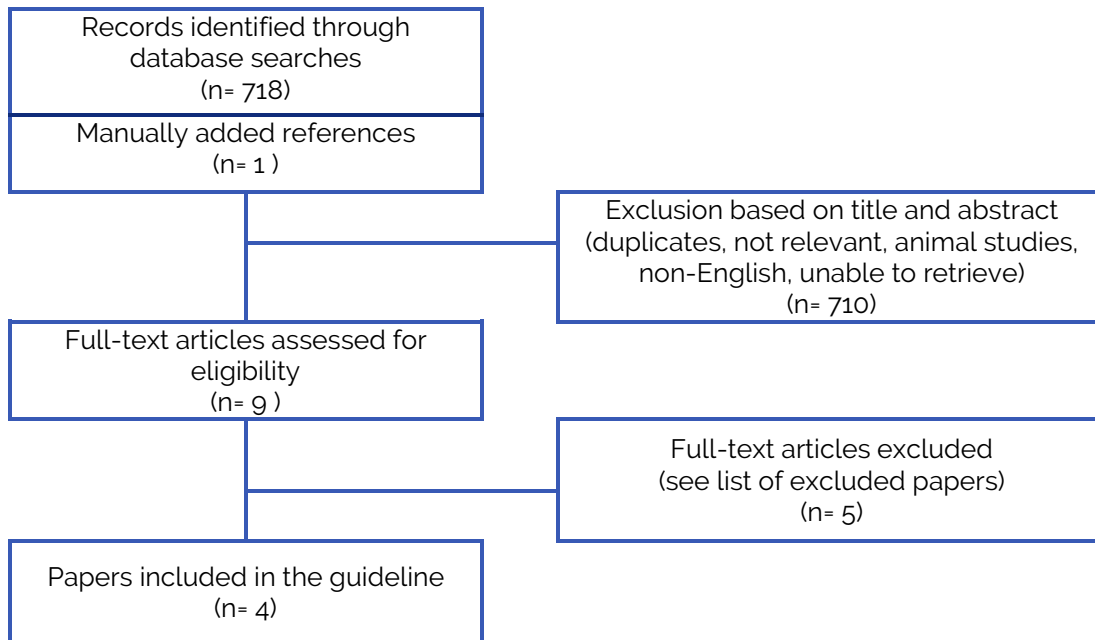 Records identified through
database searches
(n= 718)
Manually added references
(n= 1 )
Exclusion based on title and abstract
(duplicates, not relevant, animal studies,
non-English, unable to retrieve)
(n= 710)
Full-text articles assessed for
eligibility
(n= 9 )
Full-text articles excluded
(see list of excluded papers)
(n= 5)
Papers included in the guideline
(n= 4)